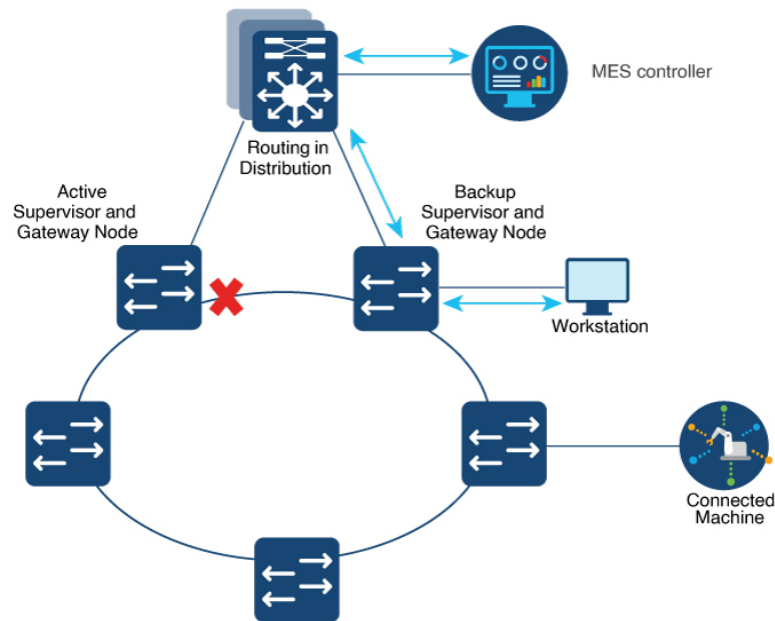 MES controller
Routing in
Distribution
Active
Supervisor and
Gateway Node
Backup
Supervisor and
Gateway Node
Workstation
Connected
Machine